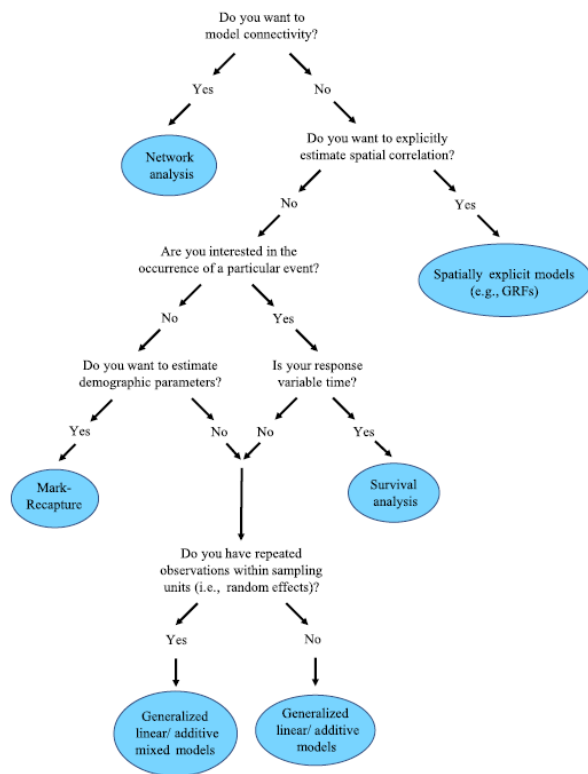 Do you want to
model connectivity?
Yes
No
Network
analysis
Do you want to explicitly
estimate spatial correlation?
No
Yes
Spatially explicit models
(e.g., GRFs)
Are you interested in the
occurrence of a particular event?
No
Yes
Do you want to estimate
demographic parameters?
Is your response
variable time?
Yes
No
No
Yes
Mark-
Recapture
Survival
analysis
Do you have repeated
observations within sampling
units (i.e., random effects)?
Yes
No
Generalized
linear/ additive
mixed models
Generalized
linear/ additive
models